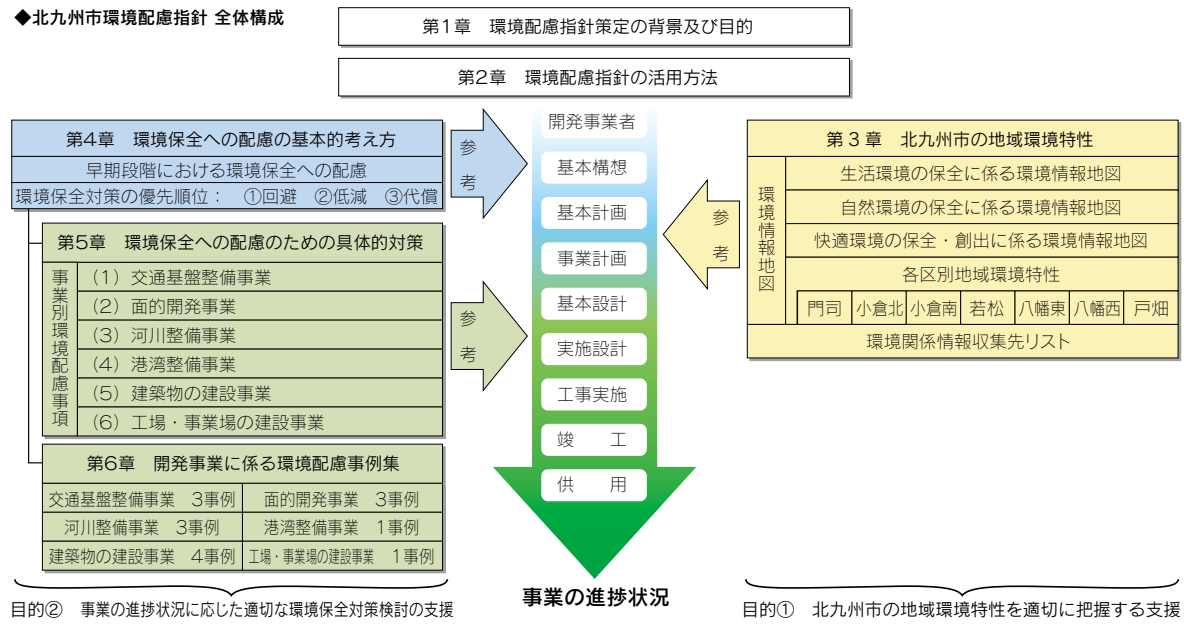 ◆北九州市環境配慮指針 全体構成
第1章 環境配慮指針策定の背景及び目的
第2章 環境配慮指針の活用方法
第4章 環境保全への配慮の基本的考え方
早期段階における環境保全への配慮
環境保全対策の優先順位： ①回避 ②低減 ③代償
参考
第5章 環境保全への配慮のための具体的対策
事業別環境配慮事項
（1）交通基盤整備事業
（2）面的開発事業
（3）河川整備事業
（4）港湾整備事業
（5）建築物の建設事業
（6）工場・事業場の建設事業
参考
第6章 開発事業に係る環境配慮事例集
交通基盤整備事業 3事例 面的開発事業 3事例
河川整備事業 3事例 港湾整備事業 1事例
建築物の建設事業 4事例 工場・事業場の建設事業 1事例
目的② 事業の進捗状況に応じた適切な環境保全対策検討の支援
開発事業者
基本構想
基本計画
事業計画
基本設計
実施設計
工事実施
竣 工
供 用
事業の進捗状況
参考
第3章 北九州市の地域環境特性
環境情報地図
生活環境の保全に係る環境情報地図
自然環境の保全に係る環境情報地図
快適環境の保全・創出に係る環境情報地図
各区別地域環境特性
門司 小倉北 小倉南 若松 八幡東 八幡西 戸畑
環境関係情報収集先リスト
目的① 北九州市の地域環境特性を適切に把握する支援